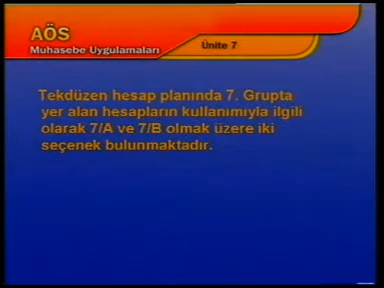 AÖS
Muhasebe Uygulamaları
Ünite 7
Tekdüzen hesap planında 7. Grupta
yer alan hesapların kullanımıyla ilgili
olarak 7/A ve 7/B olmak üzere iki
seçenek bulunmaktadır.